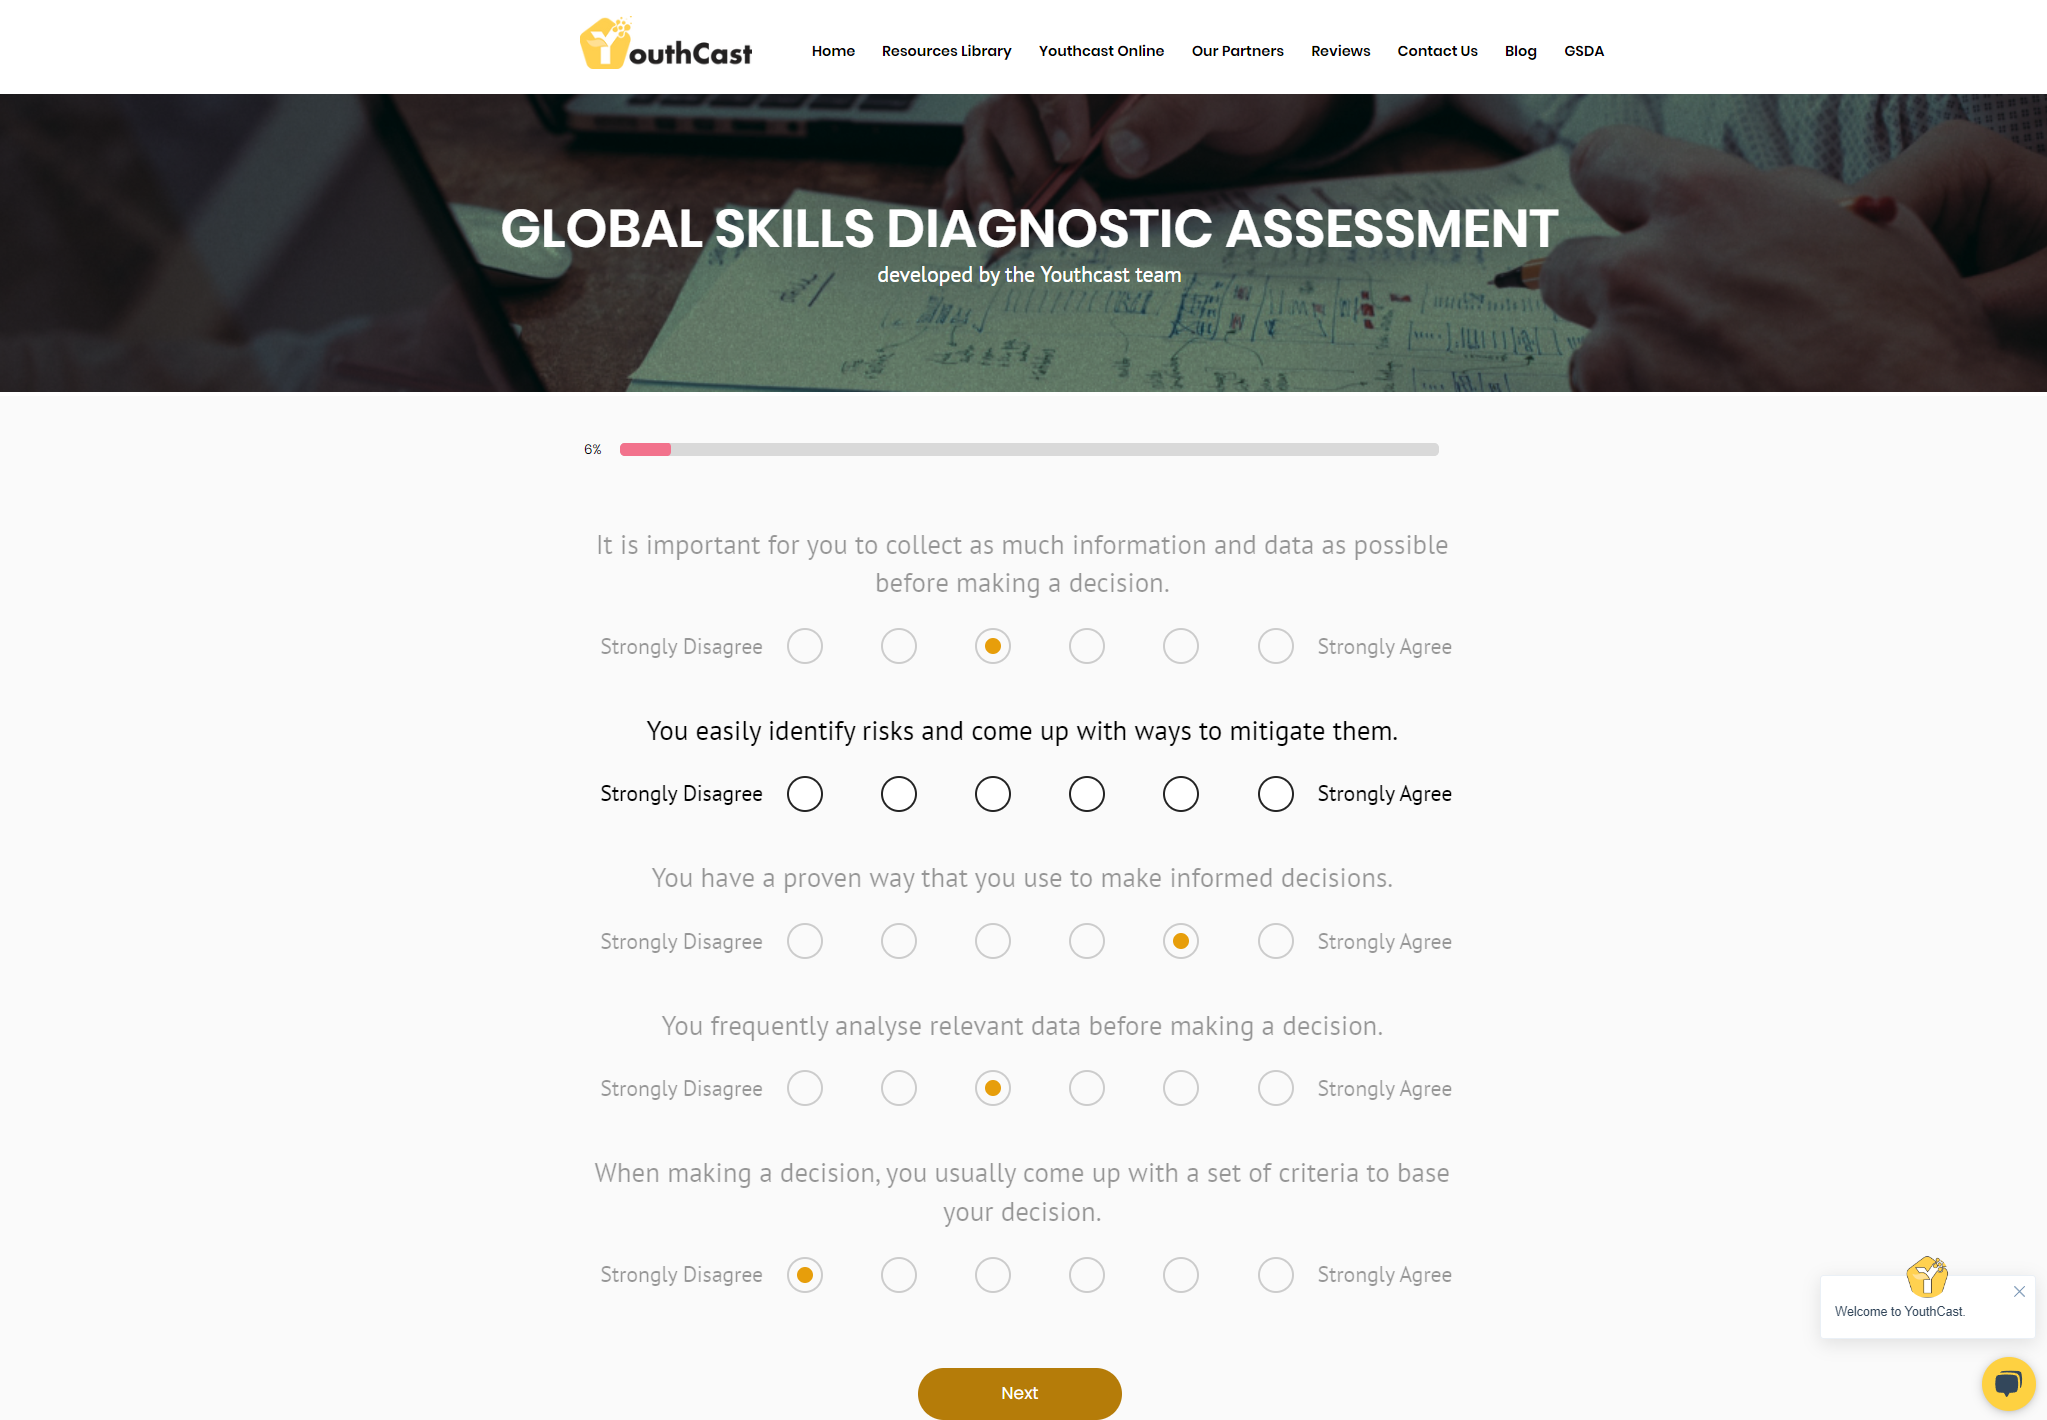 YouthCast
Home
Resources Library
Youthcast Online
Our Partners
Reviews
Contact Us
Blog
GSDA
GLOBAL SKILLS DIAGNOSTIC ASSESSMENT
developed by the Youthcast team
6%
It is important for you to collect as much information and data as possible
before making a decision.
Strongly Disagree
Strongly Agree
You easily identify risks and come up with ways to mitigate them.
Strongly Disagree
Strongly Agree
You have a proven way that you use to make informed decisions.
Strongly Disagree
Strongly Agree
You frequently analyse relevant data before making a decision.
Strongly Disagree
Strongly Agree
When making a decision, you usually come up with a set of criteria to base
your decision.
Strongly Disagree
Strongly Agree
Welcome to YouthCast.
Next